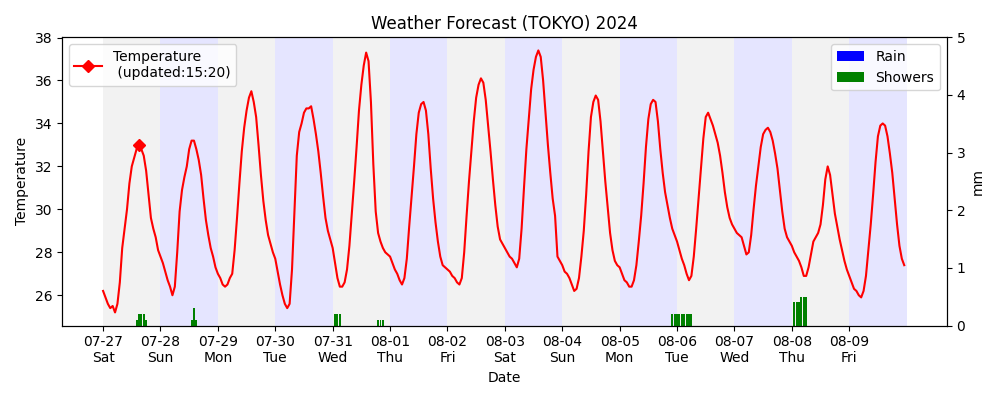 Weather Forecast (TOKYO) 2024
Temperature
(updated:15:20)
Rain
Showers
38
36
34
32
30
28
26
Temperature
5
4
3
2
1
0
mm
07-27 07-28 07-29 07-30 07-31 08-01 08-02 08-03 08-04 08-05 08-06 08-07 08-08 08-09
Sat Sun Mon Tue Wed Thu Fri Sat Sun Mon Tue Wed Thu Fri
Date